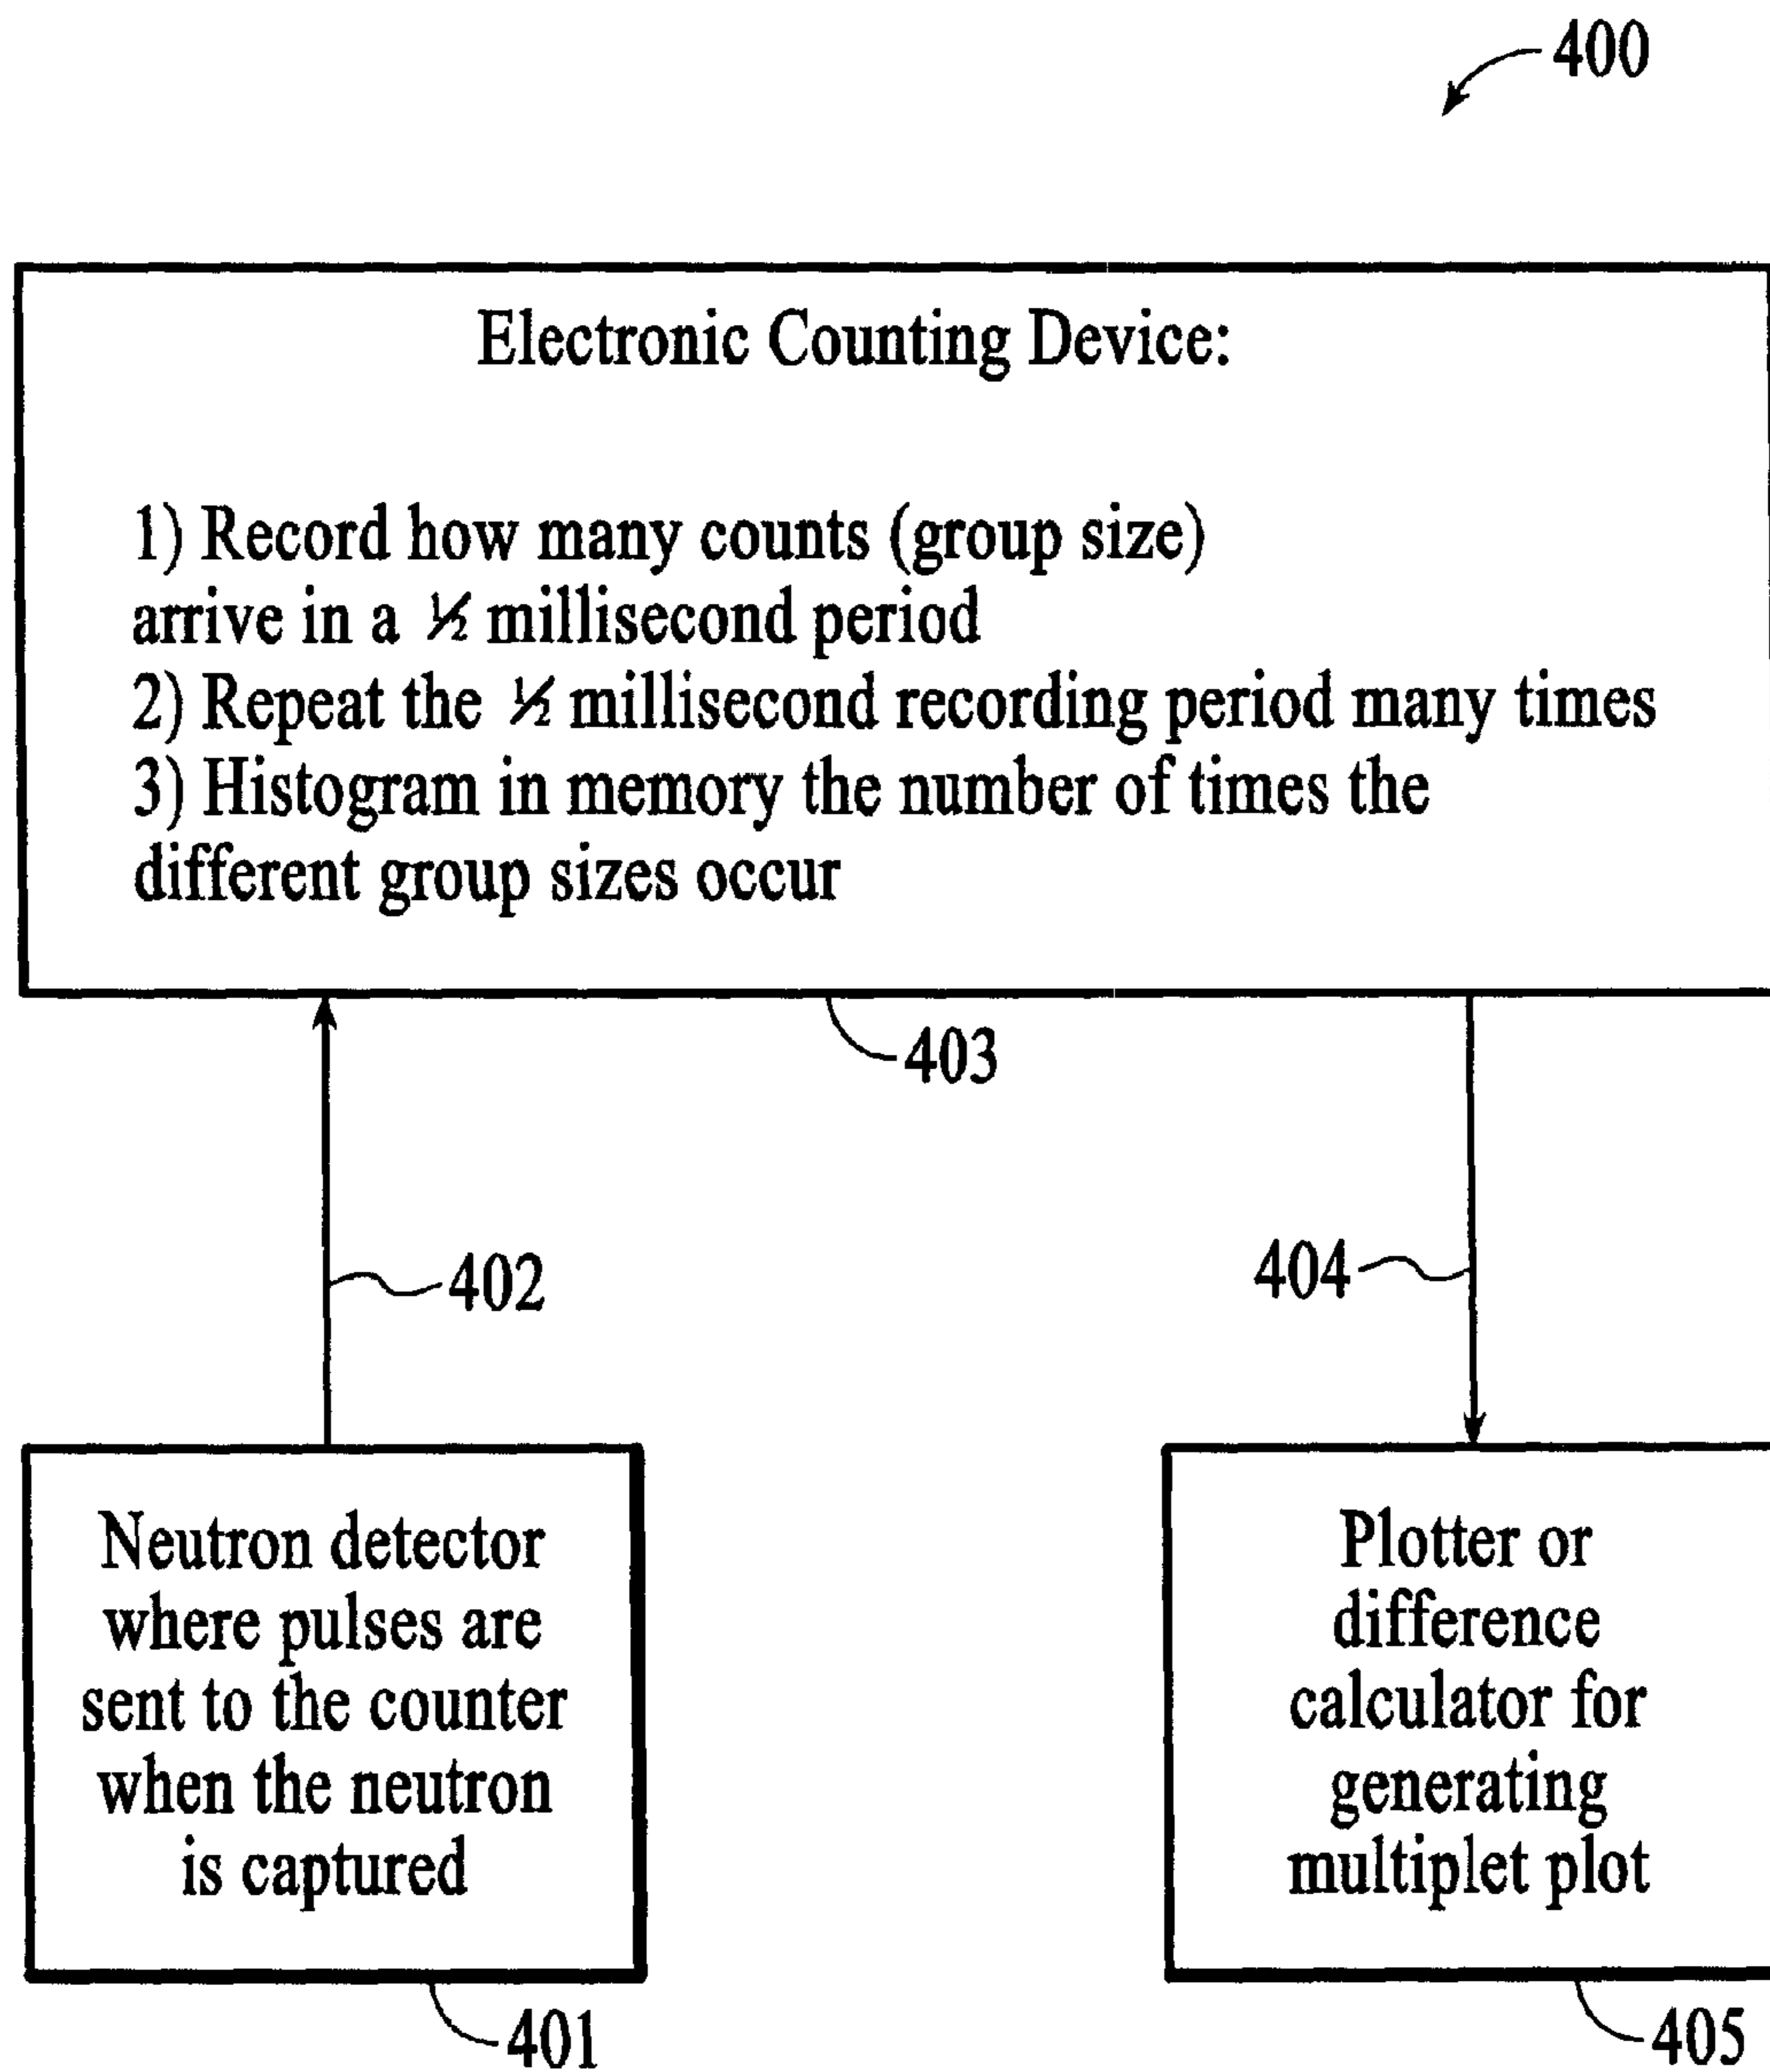 400
Electronic Counting Device:
1) Record how many counts (group size)
arrive in a ½ millisecond period
2) Repeat the ½ millisecond recording period many times
3) Histogram in memory the number of times the
different group sizes occur
403
402
404
Neutron detector
where pulses are
sent to the counter
when the neutron
is captured
401
Plotter or
difference
calculator for
generating
multiplet plot
405